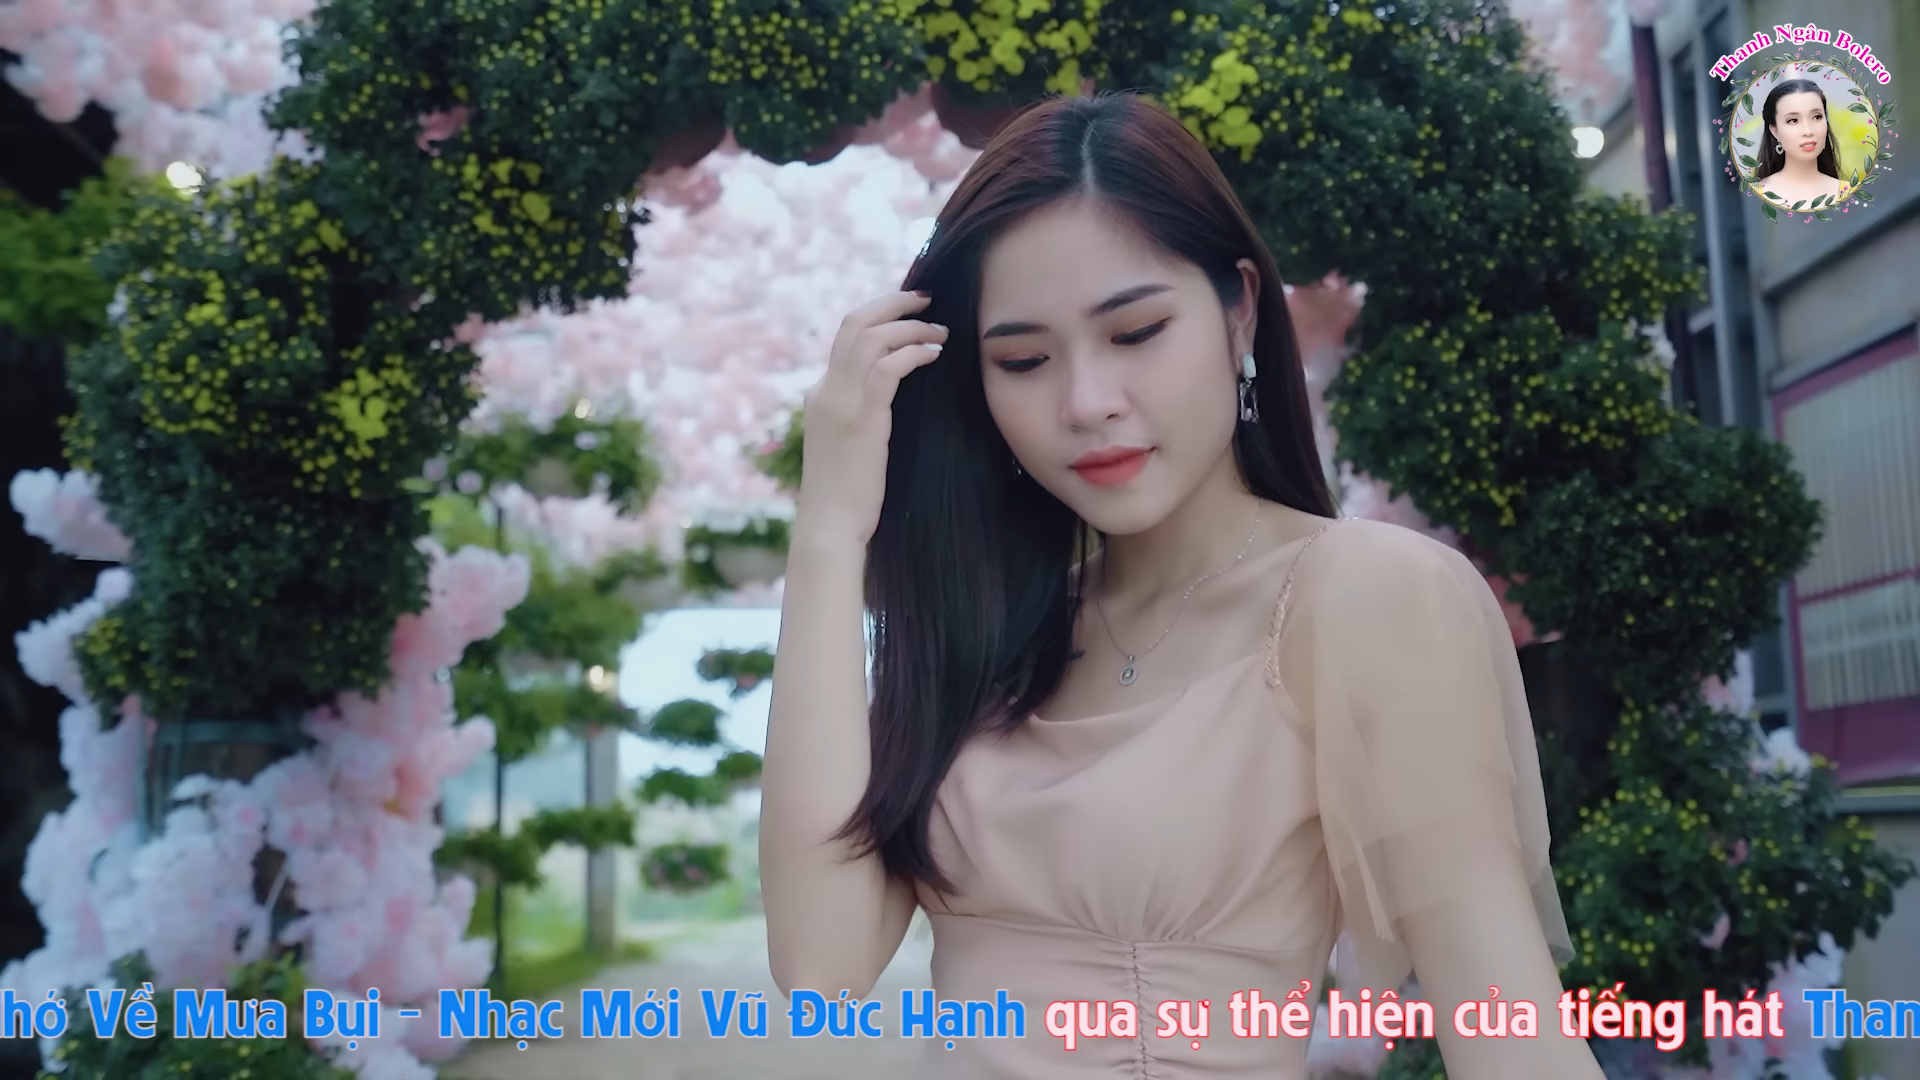 Thanh Ngân Bolero
hớ Về Mưa Bụi - Nhạc Mới Vũ Đức Hạnh qua sự thể hiện của tiếng hát Than